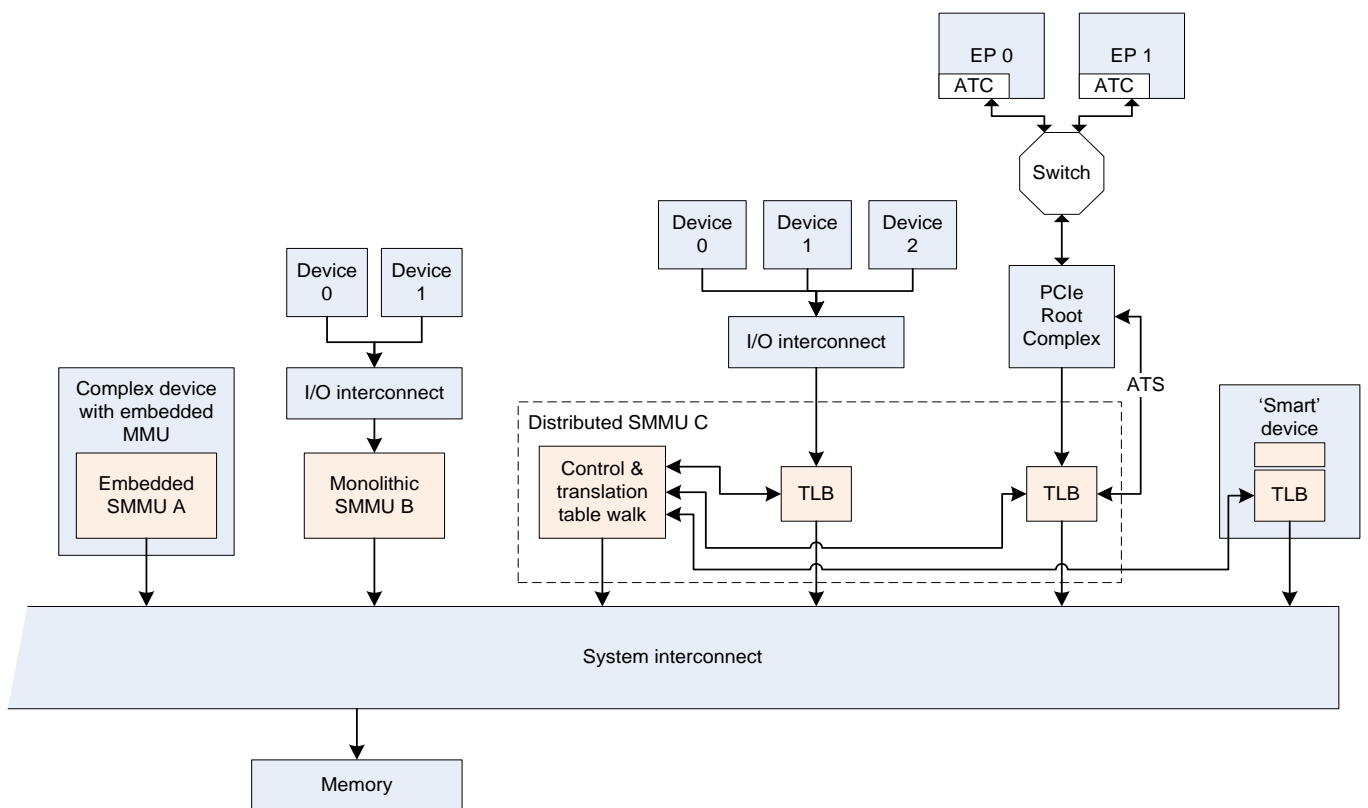 EP 0
ATC
EP 1
ATC
Switch
Device
0
Device
1
Device
2
Device
0
Device
1
PCIe
Root
Complex
I/O interconnect
ATS
Complex device
with embedded
MMU
I/O interconnect
'Smart'
device
Distributed SMMU C
Embedded
SMMU A
Monolithic
SMMU B
Control &
translation
table walk
TLB
TLB
TLB
System interconnect
Memory